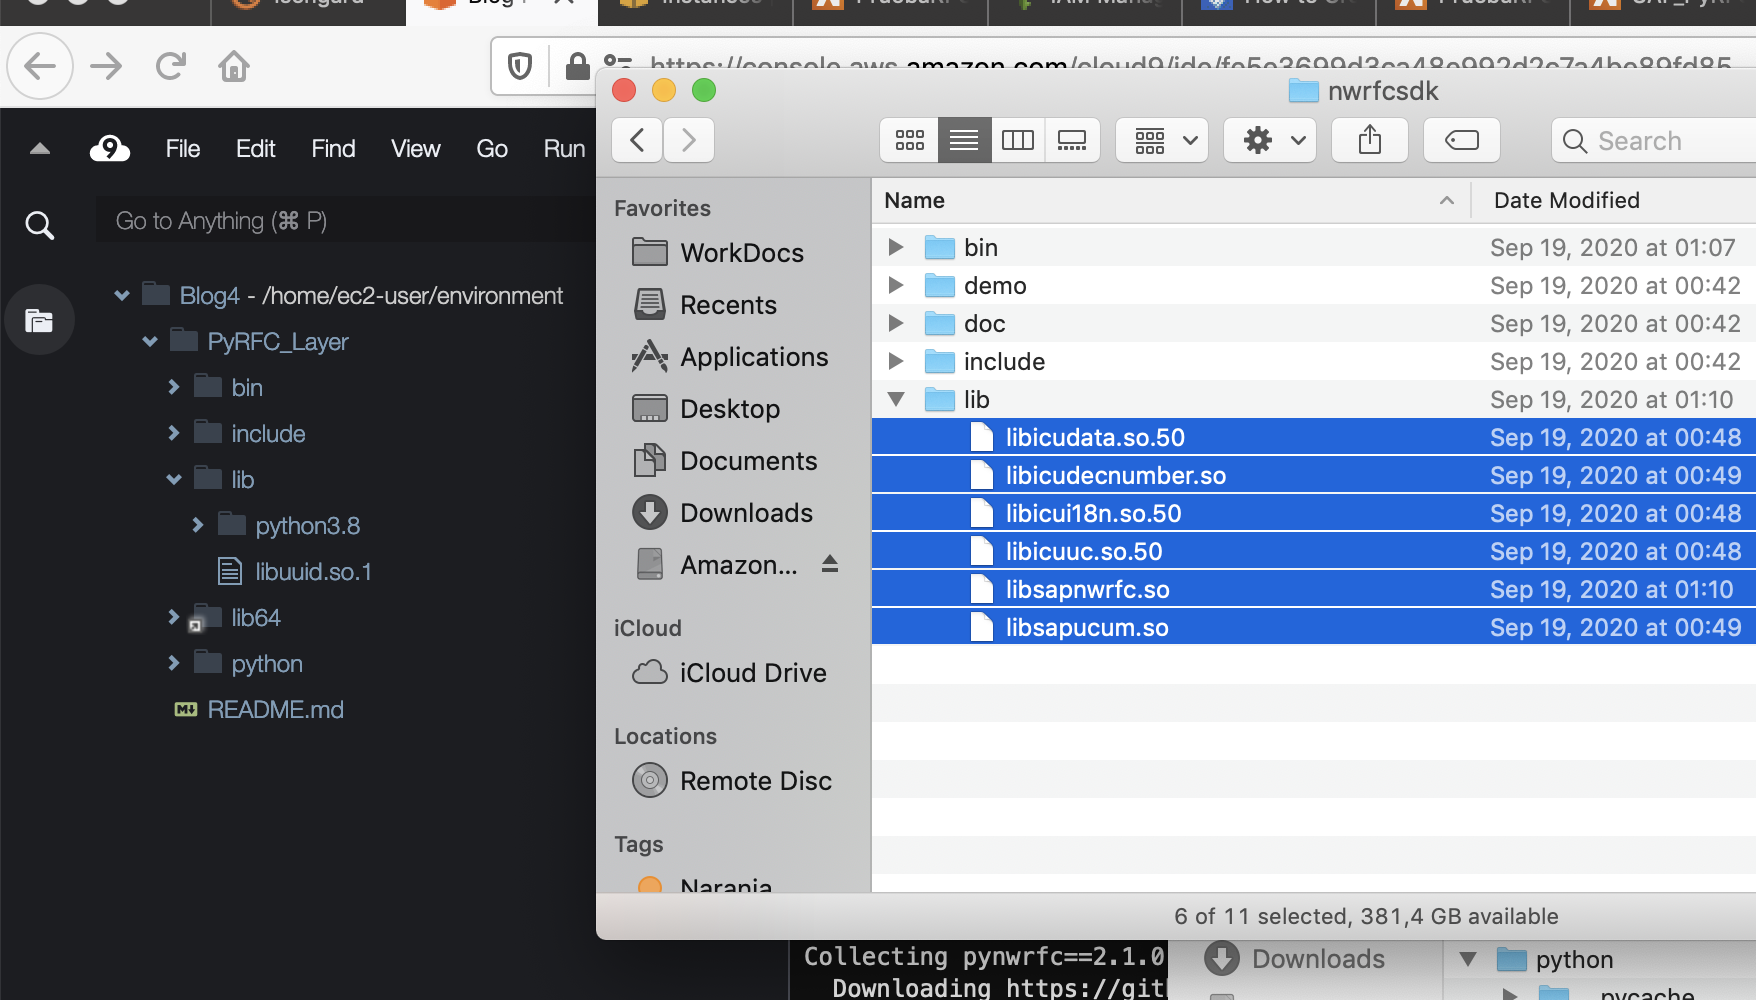 https://console.aws.amazon.com/cloud9/ide/fe5e3699d3ca48e992d2c7a4be89fd85
File Edit Find View Go Run
Go to Anything (⌘ P)
Blog4 - /home/ec2-user/environment
PyRFC_Layer
bin
include
lib
python3.8
libuuid.so.1
lib64
python
M↓ README.md
nwrfcsdk
Search
Favorites
WorkDocs
Recents
Applications
Desktop
Documents
Downloads
Amazon...
iCloud
iCloud Drive
Locations
Remote Disc
Tags
Naranja
Name Date Modified
bin Sep 19, 2020 at 01:07
demo Sep 19, 2020 at 00:42
doc Sep 19, 2020 at 00:42
include Sep 19, 2020 at 00:42
lib Sep 19, 2020 at 01:10
libicudata.so.50 Sep 19, 2020 at 00:48
libicudecnumber.so Sep 19, 2020 at 00:49
libicui18n.so.50 Sep 19, 2020 at 00:48
libicuuc.so.50 Sep 19, 2020 at 00:48
libsapnwrfc.so Sep 19, 2020 at 01:10
libsapucum.so Sep 19, 2020 at 00:49
6 of 11 selected, 381,4 GB available
Collecting pynwrfc==2.1.0
Downloading https://git
Downloads
python
pycache